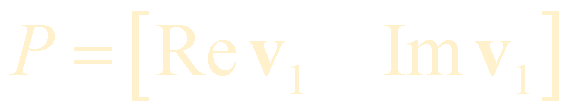 P = [Re v₁ Im v₁]